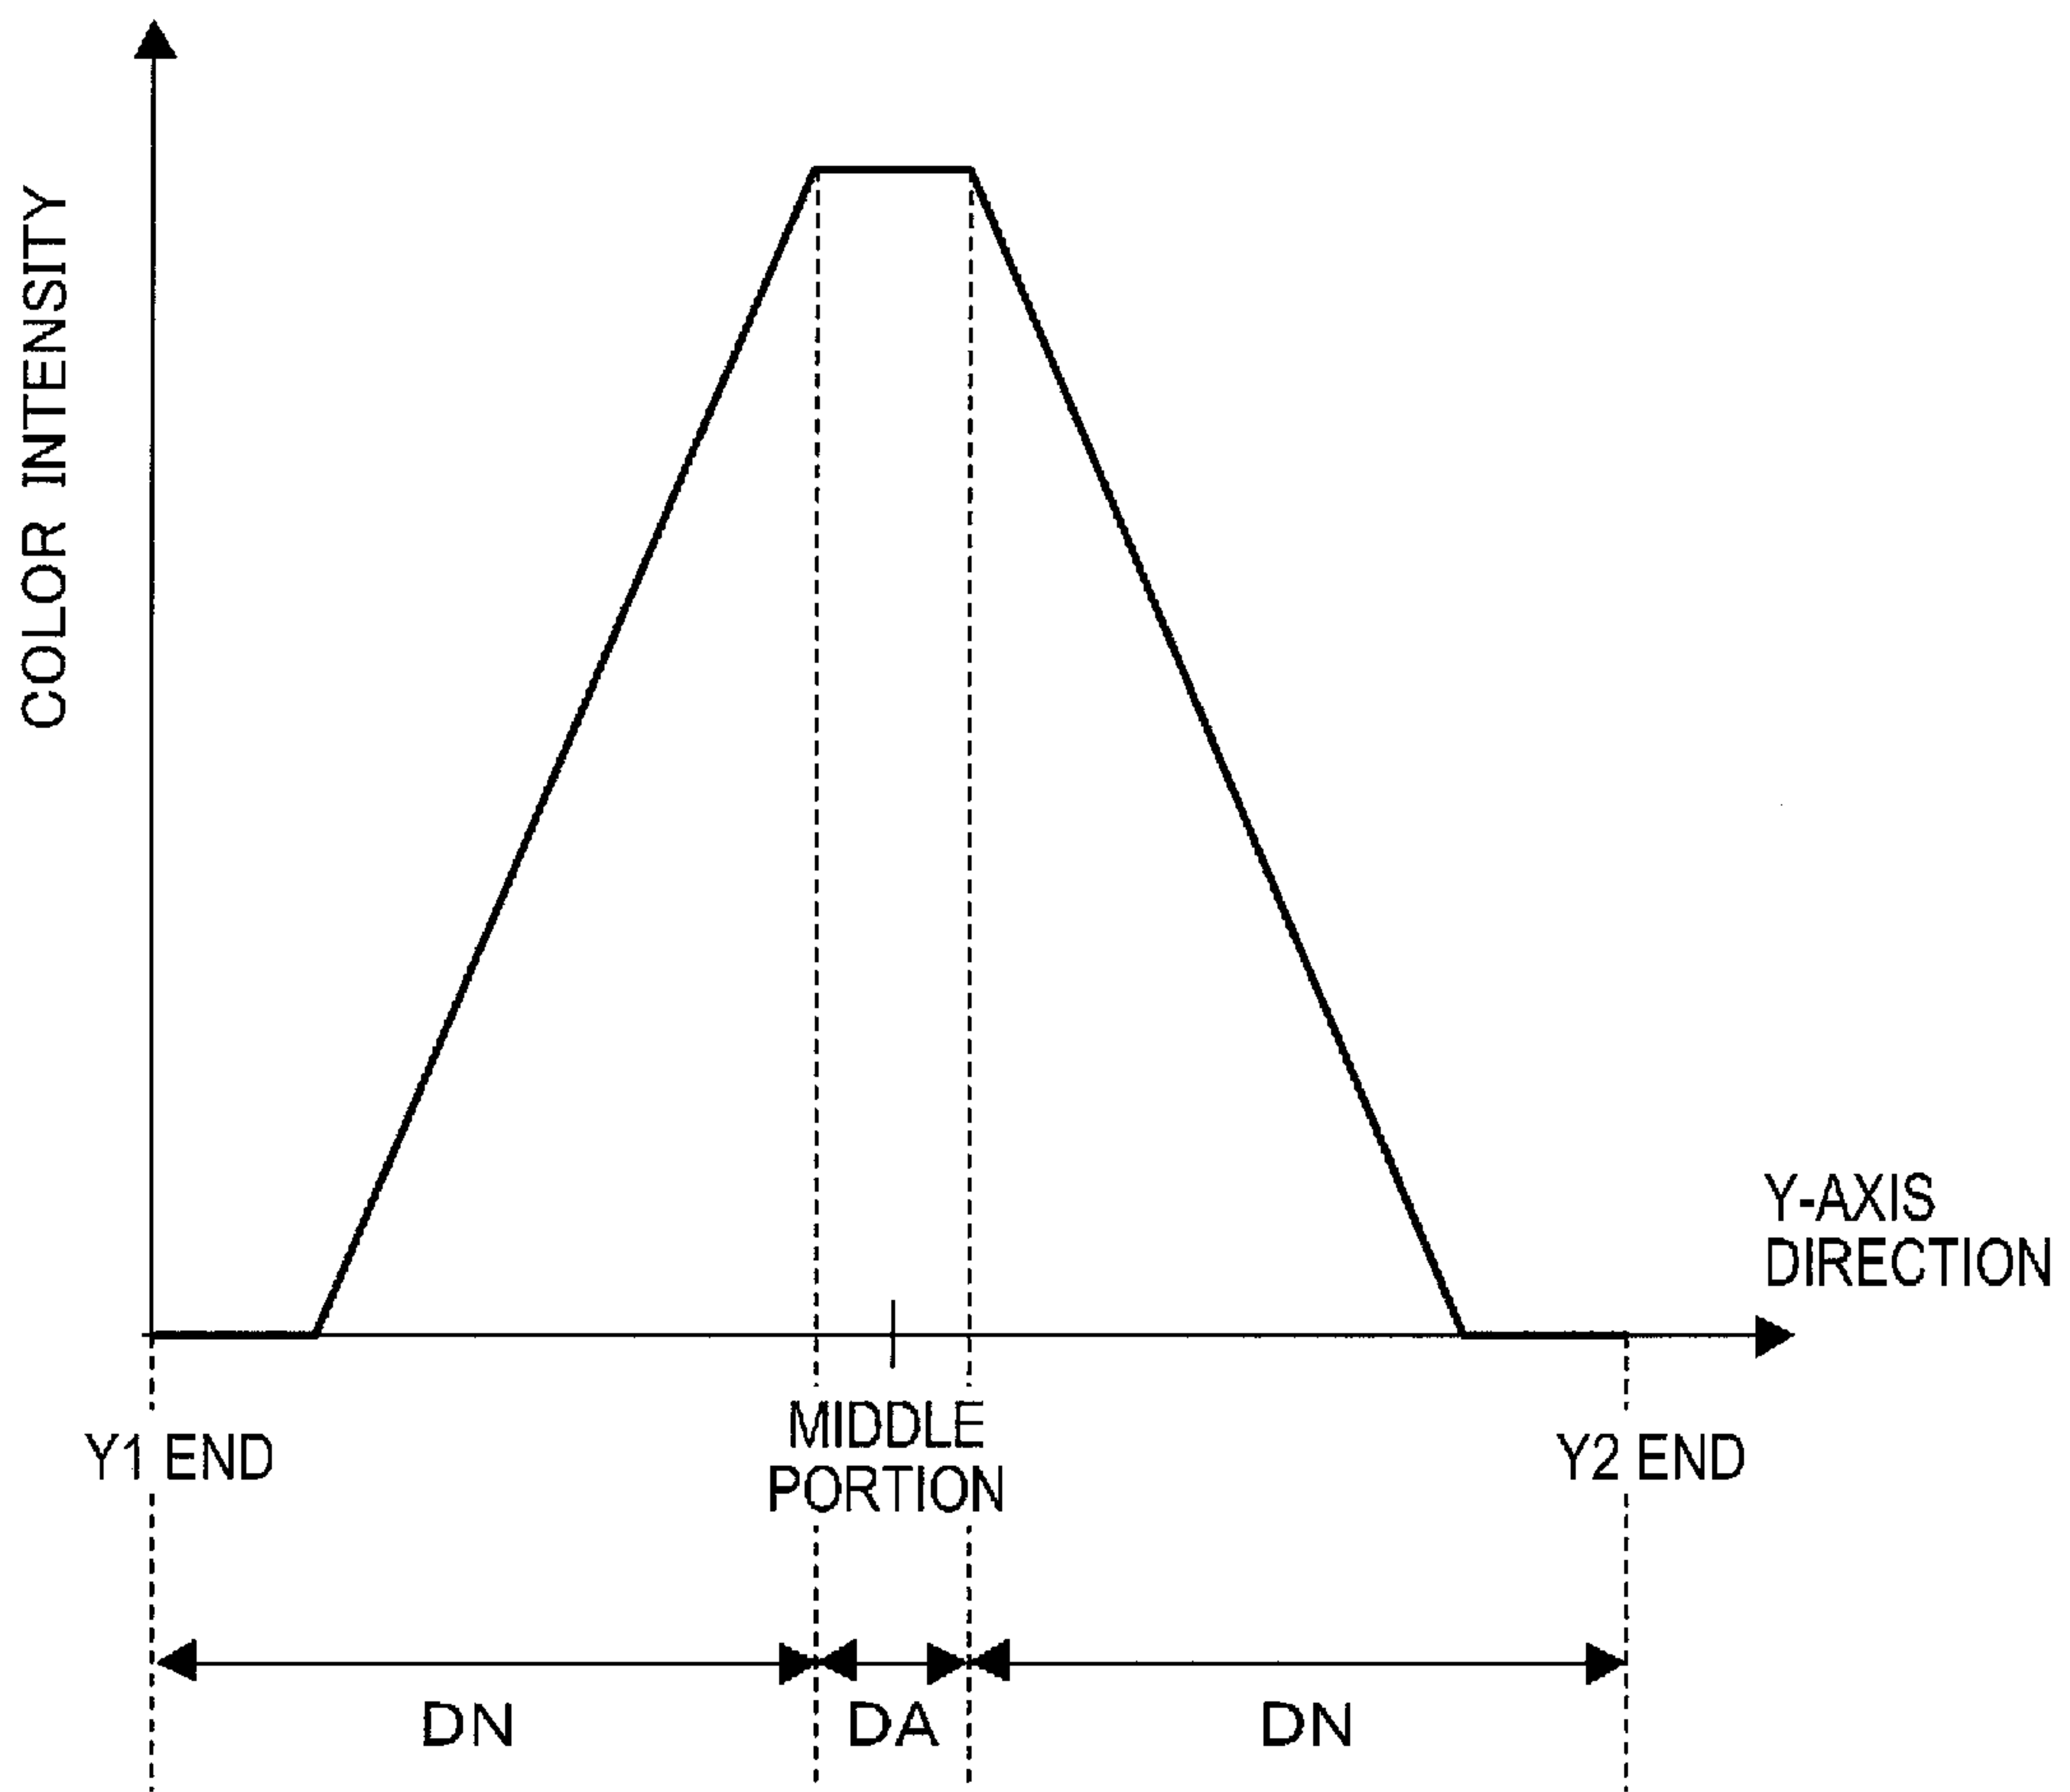 COLOR INTENSITY
Y-AXIS
DIRECTION
Y1 END
MIDDLE
PORTION
Y2 END
DN
DA
DN